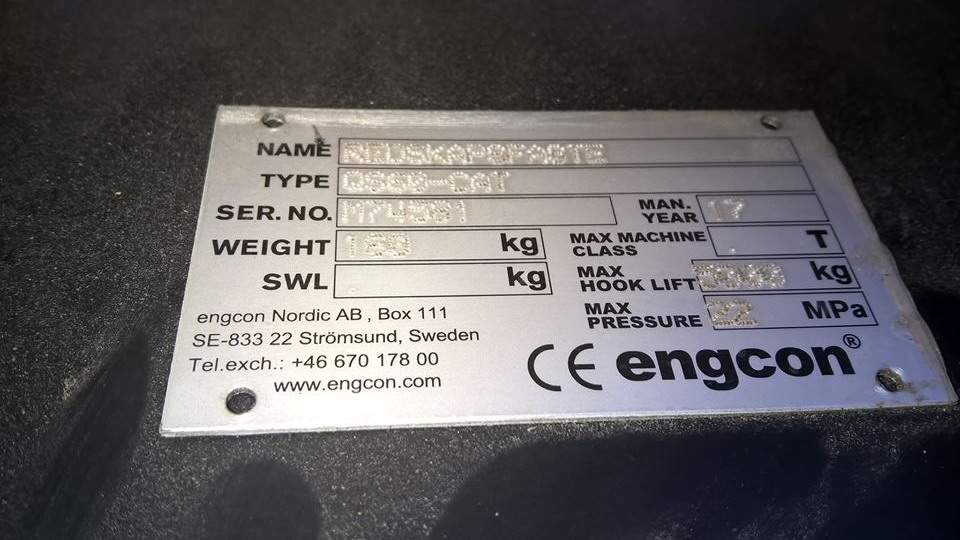 NAME REDSKAPSFÄSTE
TYPE
SER. NO. MAN. YEAR 17
WEIGHT kg MAX MACHINE CLASS T
SWL kg MAX HOOK LIFT kg
MAX PRESSURE 22 MPa
engcon Nordic AB , Box 111
SE-833 22 Strömsund, Sweden
Tel.exch.: +46 670 178 00
www.engcon.com
CE engcon®